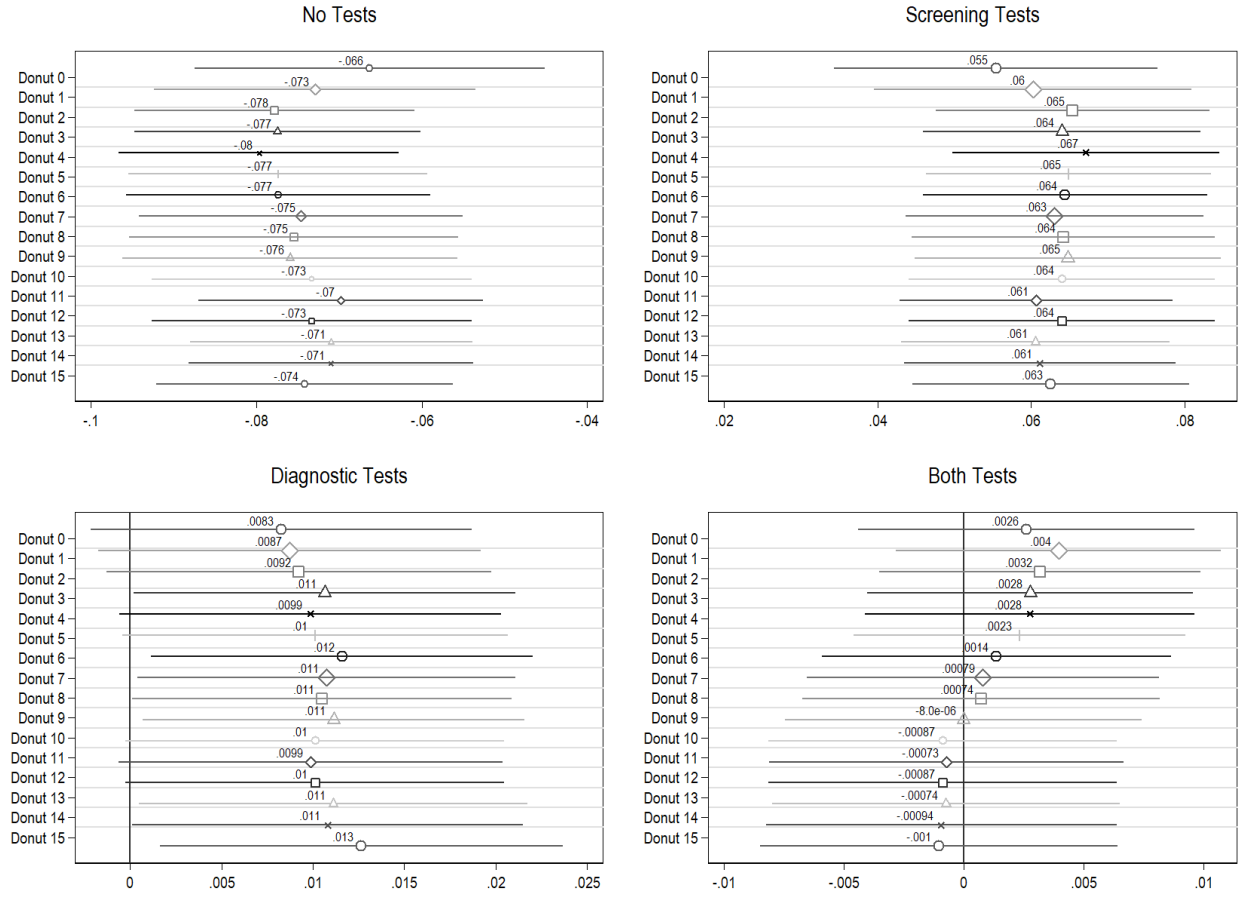 No Tests
Donut 0
Donut 1
Donut 2
Donut 3
Donut 4
Donut 5
Donut 6
Donut 7
Donut 8
Donut 9
Donut 10
Donut 11
Donut 12
Donut 13
Donut 14
Donut 15
-.066
-.073
-.078
-.077
-.08
-.077
-.077
-.075
-.075
-.076
-.073
-.07
-.073
-.071
-.071
-.074
-.1 -.08 -.06 -.04
Screening Tests
Donut 0
Donut 1
Donut 2
Donut 3
Donut 4
Donut 5
Donut 6
Donut 7
Donut 8
Donut 9
Donut 10
Donut 11
Donut 12
Donut 13
Donut 14
Donut 15
.055
.06
.065
.064
.067
.065
.064
.063
.064
.065
.064
.061
.064
.061
.061
.063
.02 .04 .06 .08
Diagnostic Tests
Donut 0
Donut 1
Donut 2
Donut 3
Donut 4
Donut 5
Donut 6
Donut 7
Donut 8
Donut 9
Donut 10
Donut 11
Donut 12
Donut 13
Donut 14
Donut 15
.0083
.0087
.0092
.011
.0099
.01
.012
.011
.011
.011
.01
.0099
.01
.011
.011
.013
0 .005 .01 .015 .02 .025
Both Tests
Donut 0
Donut 1
Donut 2
Donut 3
Donut 4
Donut 5
Donut 6
Donut 7
Donut 8
Donut 9
Donut 10
Donut 11
Donut 12
Donut 13
Donut 14
Donut 15
.0026
.004
.0032
.0028
.0028
.0023
.0014
.00079
.00074
-8.0e-06
-.00087
-.00073
-.00087
-.00074
-.00094
-.001
-.01 -.005 0 .005 .01